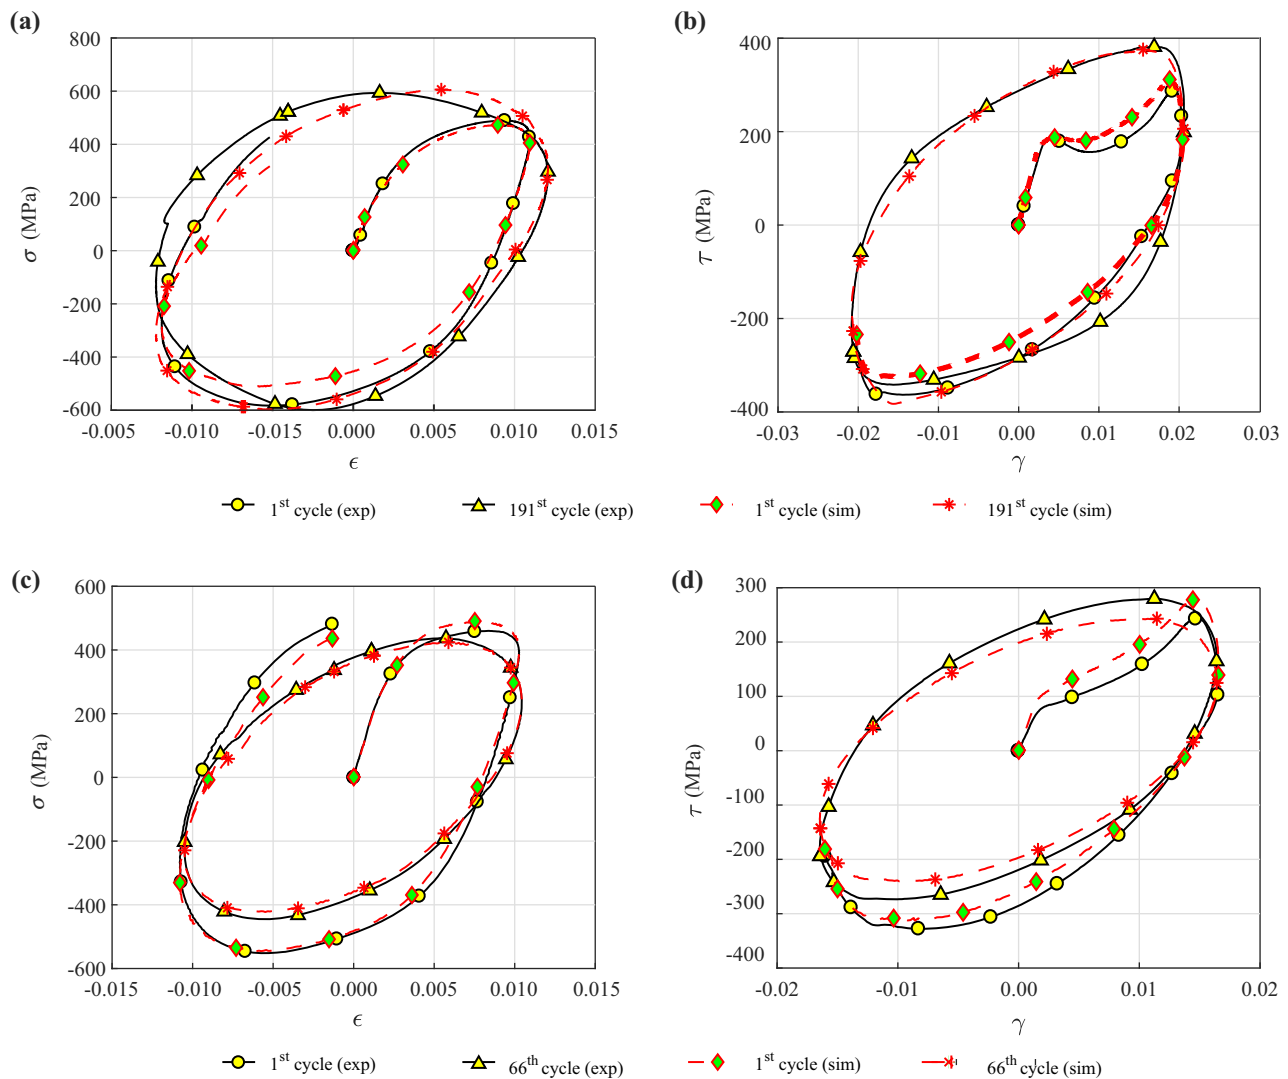 (a)
800
600
400
200
0
-200
-400
-600
σ (MPa)
-0.005 -0.010 -0.015 0.000 0.005 0.010 0.015
ϵ
(b)
400
200
0
-200
-400
τ (MPa)
-0.03 -0.02 -0.01 0.00 0.01 0.02 0.03
γ
1st cycle (exp) 191st cycle (exp) 1st cycle (sim) 191st cycle (sim)
(c)
600
400
200
0
-200
-400
-600
σ (MPa)
-0.015 -0.010 -0.005 0.000 0.005 0.010 0.015
ϵ
(d)
300
200
100
0
-100
-200
-300
-400
τ (MPa)
-0.02 -0.01 0.00 0.01 0.02
γ
1st cycle (exp) 66th cycle (exp) 1st cycle (sim) 66th cycle (sim)